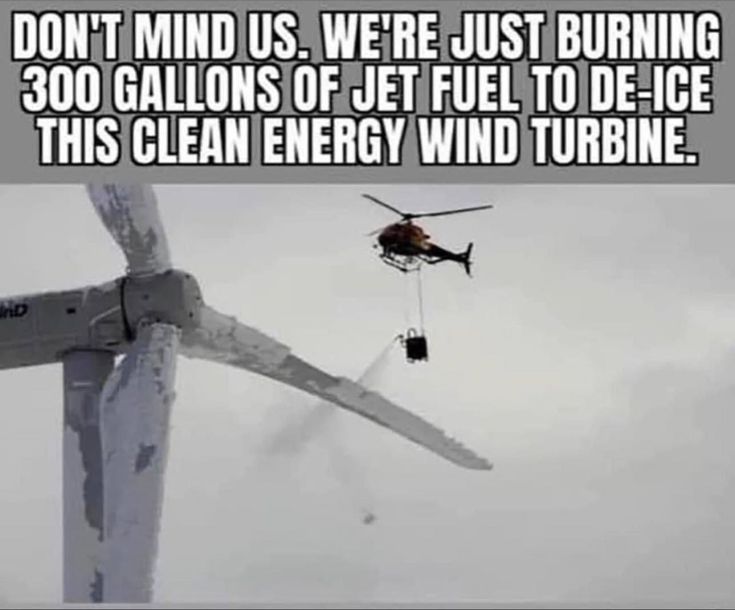 DON'T MIND US. WE'RE JUST BURNING
300 GALLONS OF JET FUEL TO DE-ICE
THIS CLEAN ENERGY WIND TURBINE.